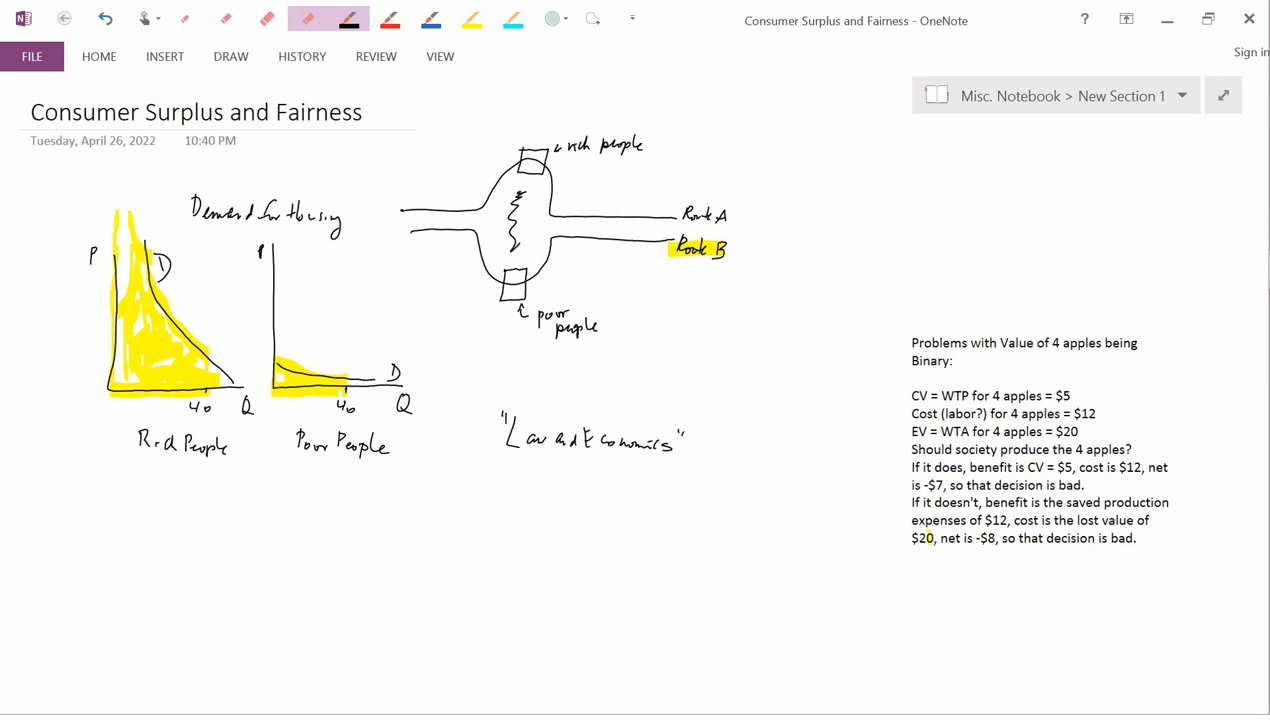 Consumer Surplus and Fairness - OneNote
?
Sign in
FILE HOME INSERT DRAW HISTORY REVIEW VIEW
Consumer Surplus and Fairness
Tuesday, April 26, 2022 10:40 PM
Misc. Notebook > New Section 1
rich people
Demand for Housing
Route A
Route B
P
D
P
poor
people
D
40 Q
40 Q
Poor People
"Law and Economics"
Problems with Value of 4 apples being
Binary:
CV = WTP for 4 apples = $5
Cost (labor?) for 4 apples = $12
EV = WTA for 4 apples = $20
Should society produce the 4 apples?
If it does, benefit is CV = $5, cost is $12, net
is -$7, so that decision is bad.
If it doesn't, benefit is the saved production
expenses of $12, cost is the lost value of
$20, net is -$8, so that decision is bad.